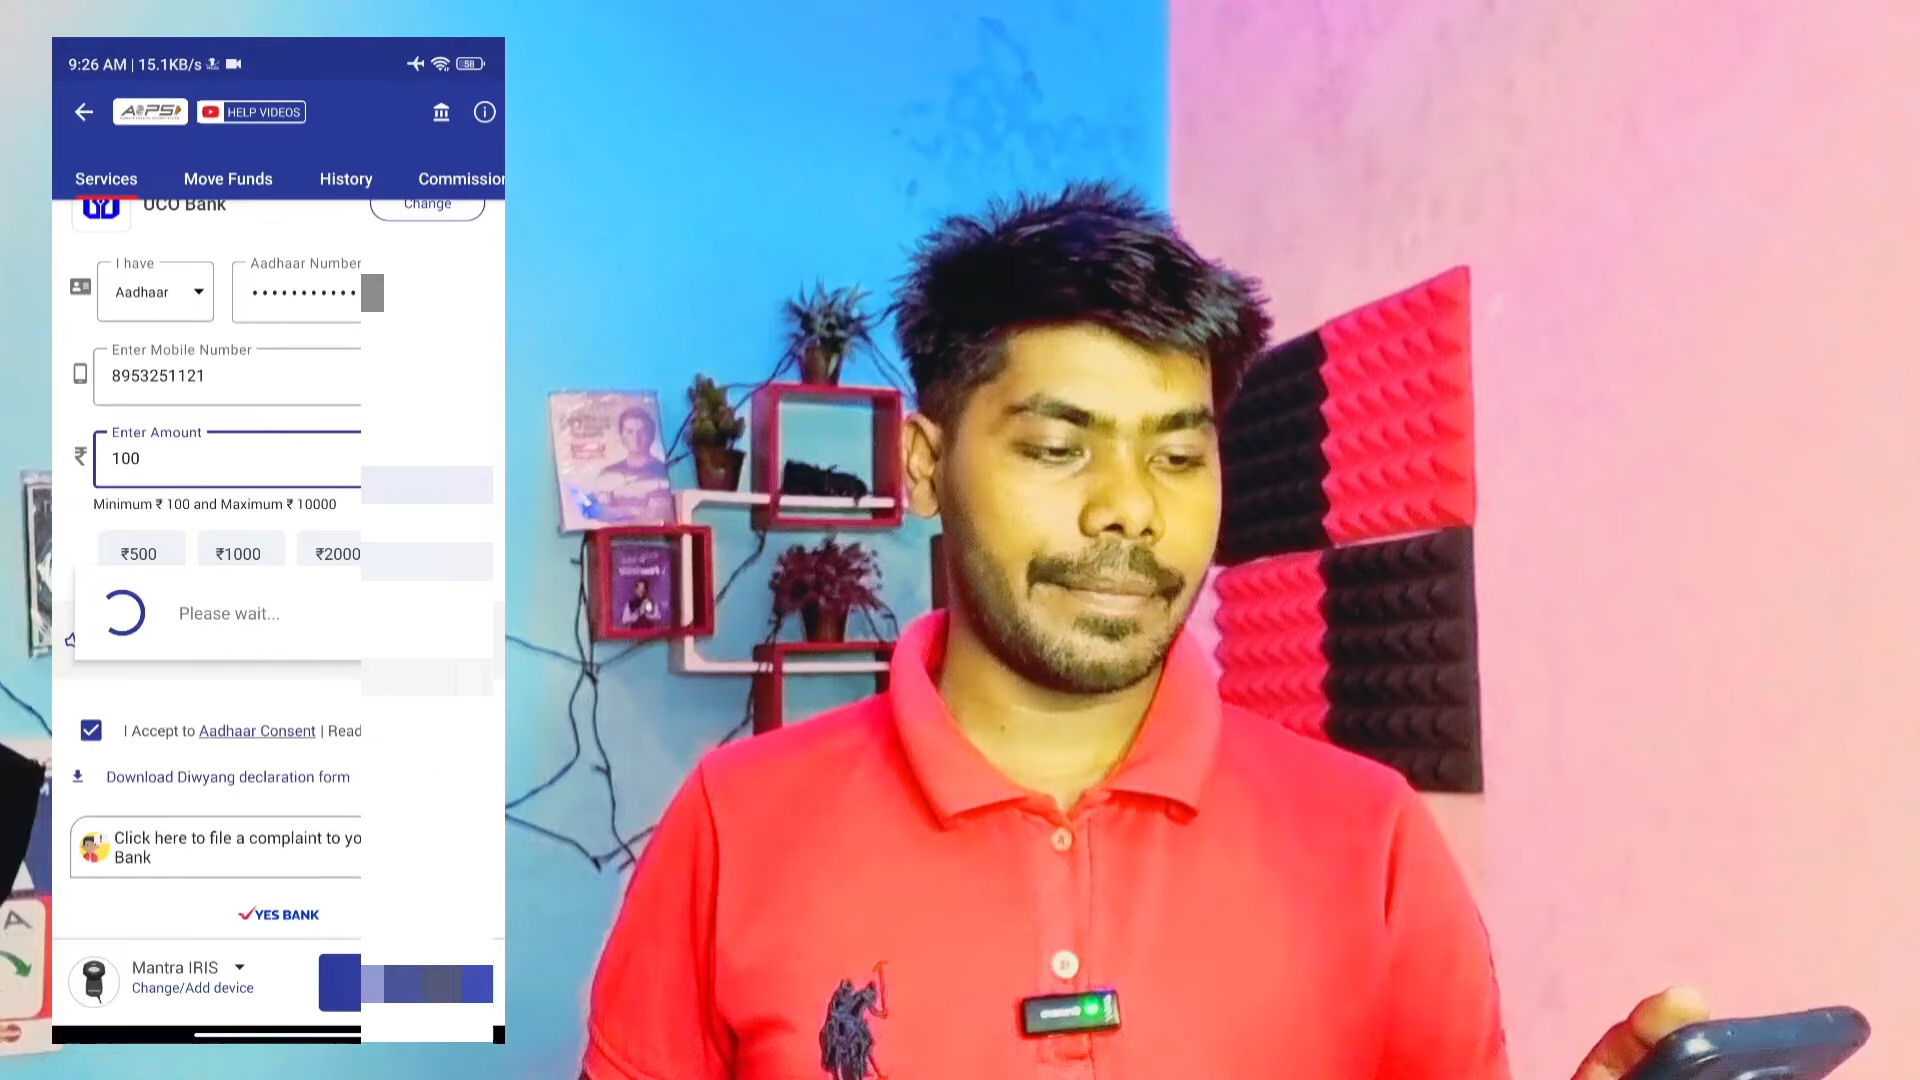 9:26 AM | 15.1KB/s
58
AePS
HELP VIDEOS
Services
Move Funds
History
Commission
UCO Bank
Change
I have
Aadhaar Number
Aadhaar
Enter Mobile Number
8953251121
Enter Amount
₹
100
Minimum ₹ 100 and Maximum ₹ 10000
₹500
₹1000
₹2000
Please wait...
I Accept to Aadhaar Consent | Read
Download Diwyang declaration form
Click here to file a complaint to yo
Bank
YES BANK
Mantra IRIS
Change/Add device
A